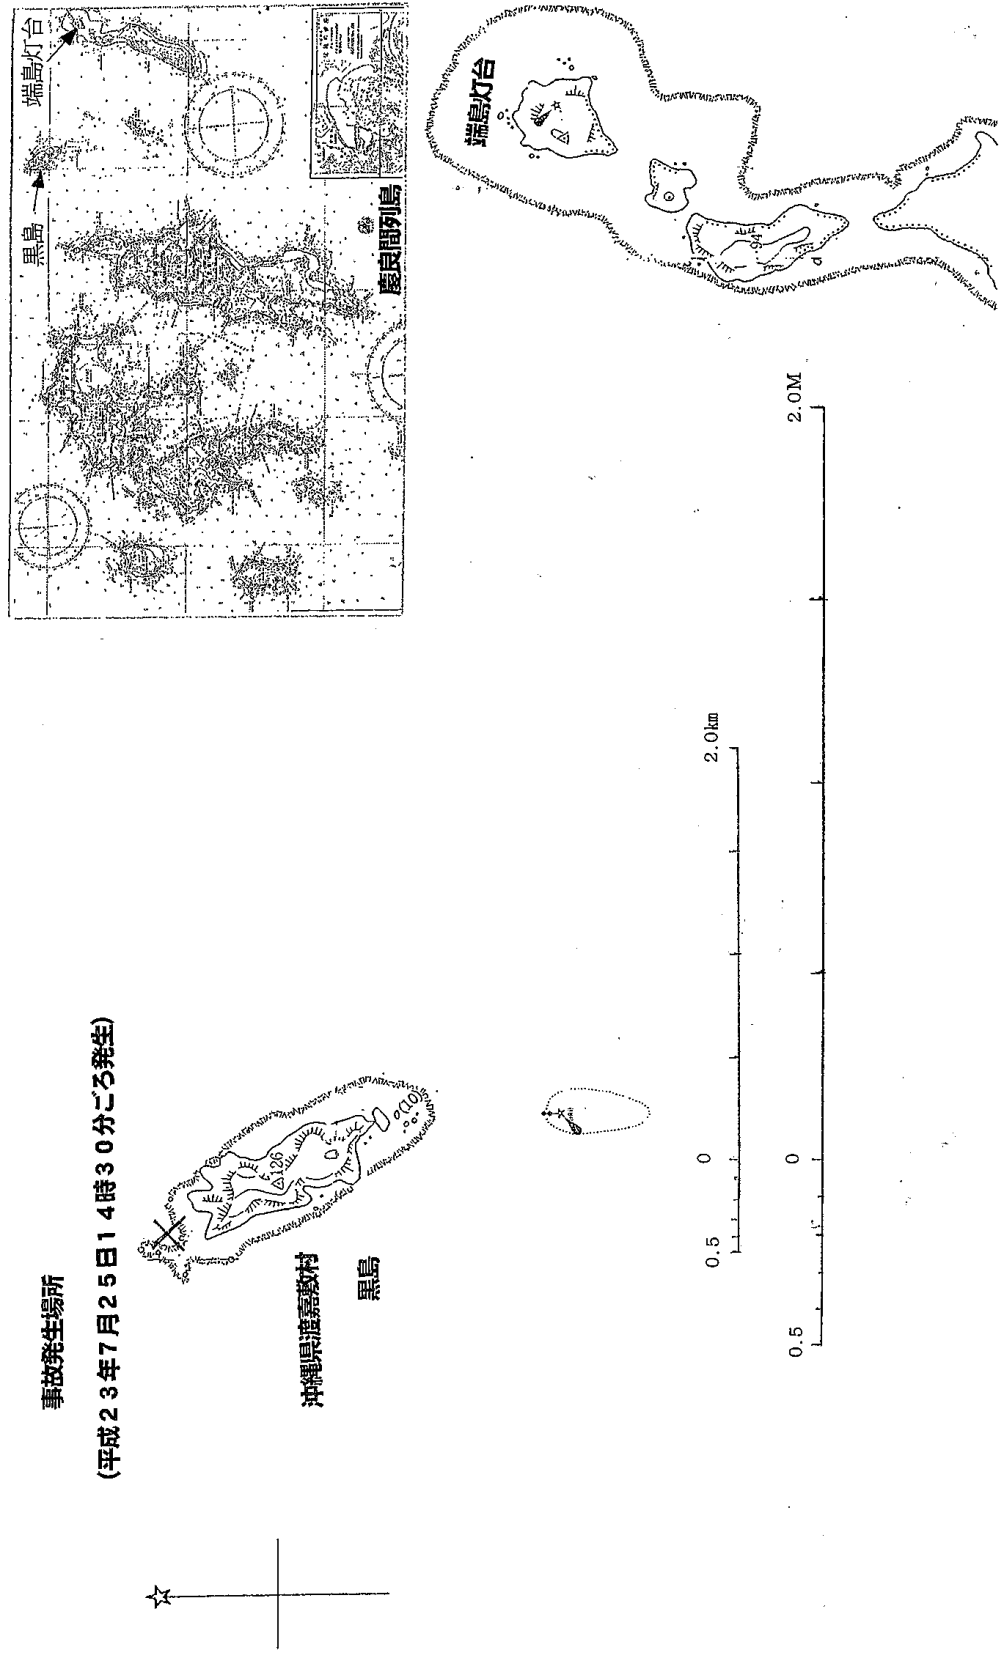 事故発生場所
(平成23年7月25日14時30分ごろ発生)
黒島
端島灯台
慶良間列島
端島灯台
94
126
(10)
沖縄県渡嘉敷村
黒島
0.5
0
2.0km
0.5
0
2.0M